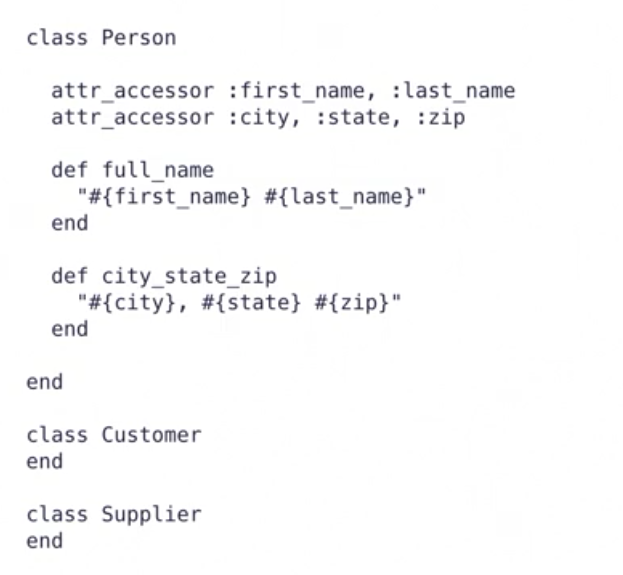 class Person
attr_accessor :first_name, :last_name
attr_accessor :city, :state, :zip
def full_name
"#{first_name} #{last_name}"
end
def city_state_zip
"#{city}, #{state} #{zip}"
end
end
class Customer
end
class Supplier
end